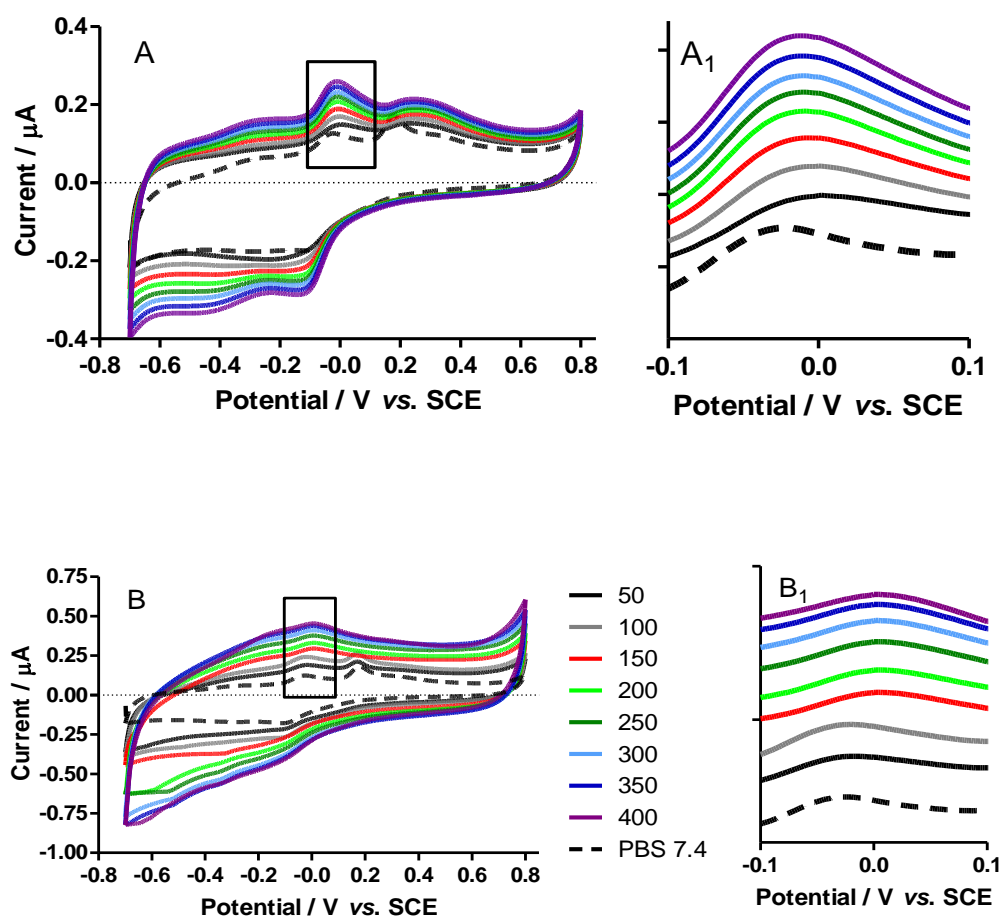 A
Current / µA
0.4
0.2
0.0
-0.2
-0.4
-0.8 -0.6 -0.4 -0.2 -0.0 0.2 0.4 0.6 0.8
Potential / V vs. SCE
A1
-0.1 0.0 0.1
Potential / V vs. SCE
B
Current / µA
0.75
0.50
0.25
0.00
-0.25
-0.50
-0.75
-1.00
-0.8 -0.6 -0.4 -0.2 -0.0 0.2 0.4 0.6 0.8
Potential / V vs. SCE
50
100
150
200
250
300
350
400
PBS 7.4
B1
-0.1 0.0 0.1
Potential / V vs. SCE